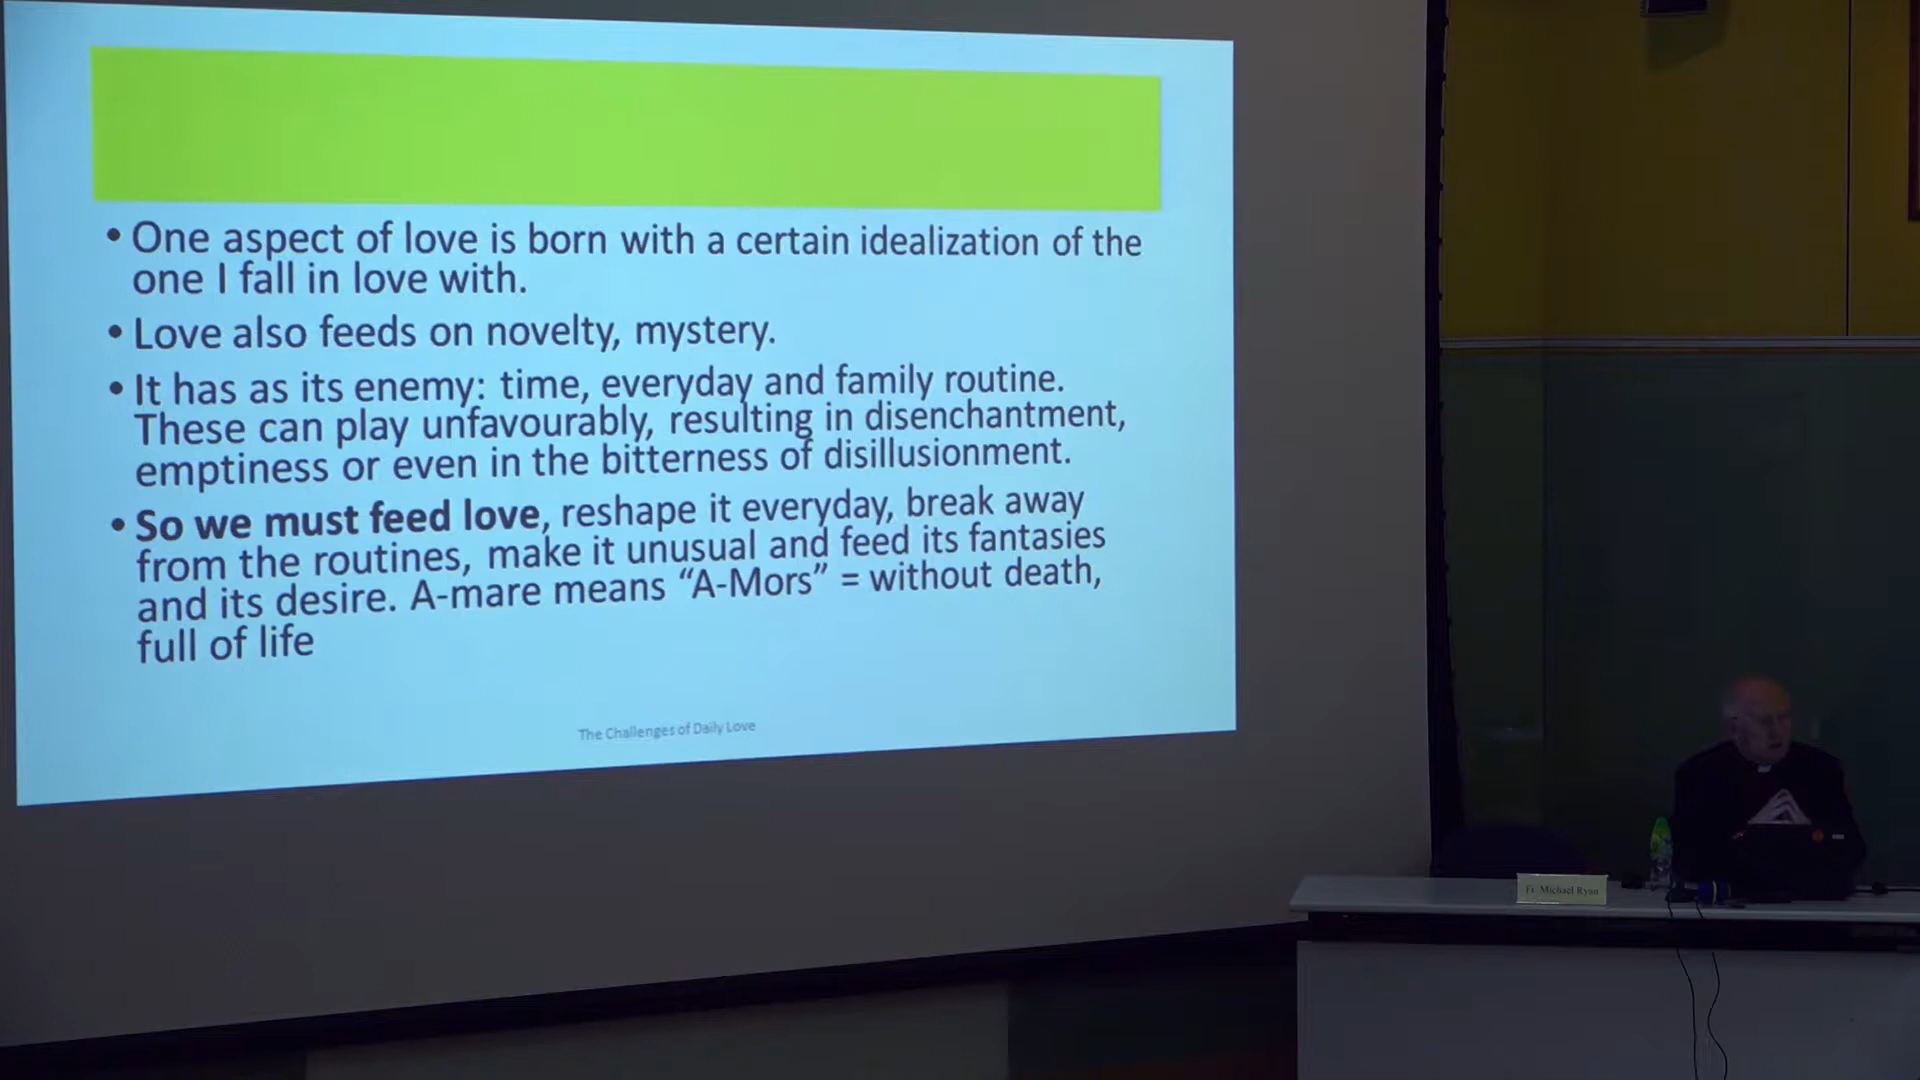 • One aspect of love is born with a certain idealization of the
one I fall in love with.
• Love also feeds on novelty, mystery.
• It has as its enemy: time, everyday and family routine.
These can play unfavourably, resulting in disenchantment,
emptiness or even in the bitterness of disillusionment.
• So we must feed love, reshape it everyday, break away
from the routines, make it unusual and feed its fantasies
and its desire. A-mare means “A-Mors” = without death,
full of life
The Challenges of Daily Love
Fr. Michael Ryan